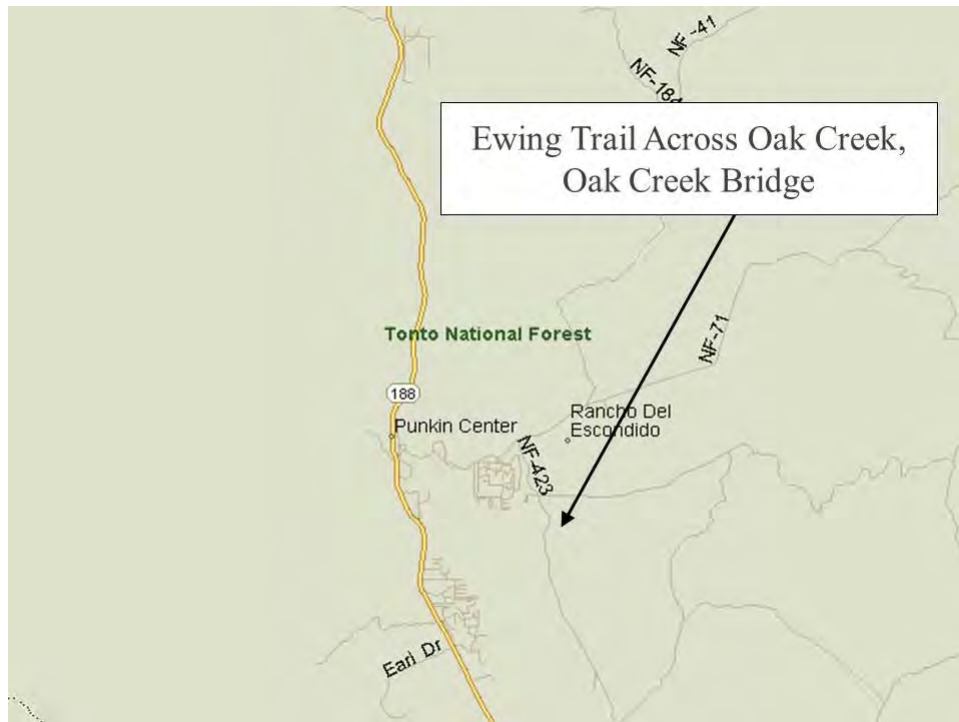 NF-41
NF-184
Ewing Trail Across Oak Creek,
Oak Creek Bridge
NF-71
Tonto National Forest
188
Punkin Center
Rancho Del
Escondido
NF-423
Earl Dr